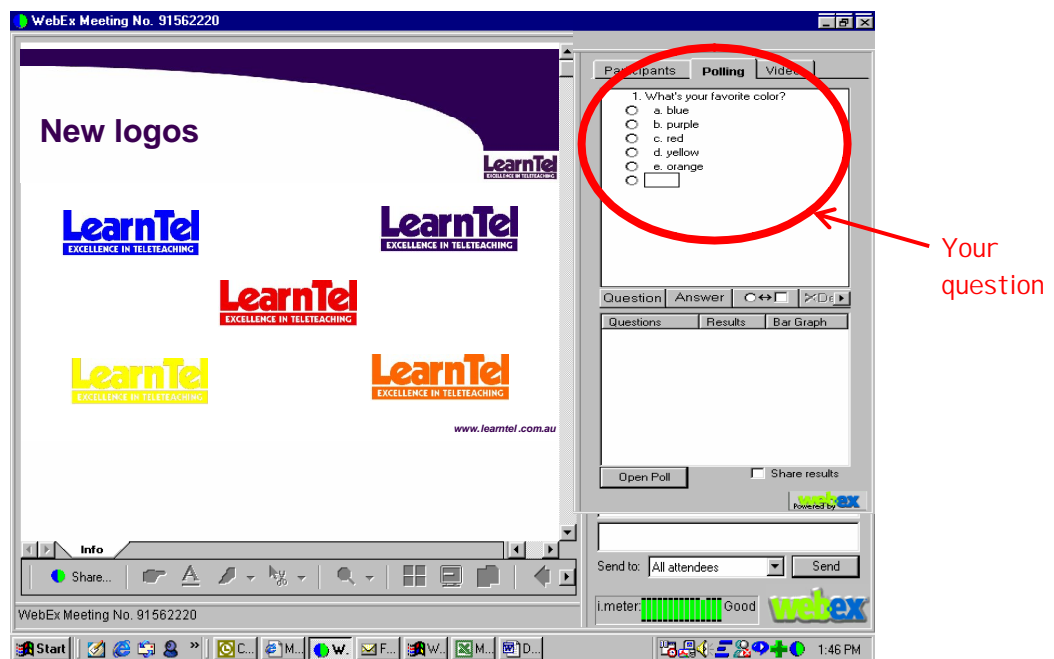 WebEx Meeting No. 91562220
New logos
LearnTel
EXCELLENCE IN TELETEACHING
LearnTel
EXCELLENCE IN TELETEACHING
LearnTel
EXCELLENCE IN TELETEACHING
LearnTel
EXCELLENCE IN TELETEACHING
LearnTel
EXCELLENCE IN TELETEACHING
LearnTel
EXCELLENCE IN TELETEACHING
www.learntel.com.au
Info
Share...
WebEx Meeting No. 91562220
Participants Polling Video
1. What's your favorite color?
a. blue
b. purple
c. red
d. yellow
e. orange
Your
question
Question Answer De
Questions Results Bar Graph
Open Poll Share results
Powered by webex
Send to: All attendees Send
i.meter: Good webex
Start » C... M... W. F... W... M... D... 1:46 PM